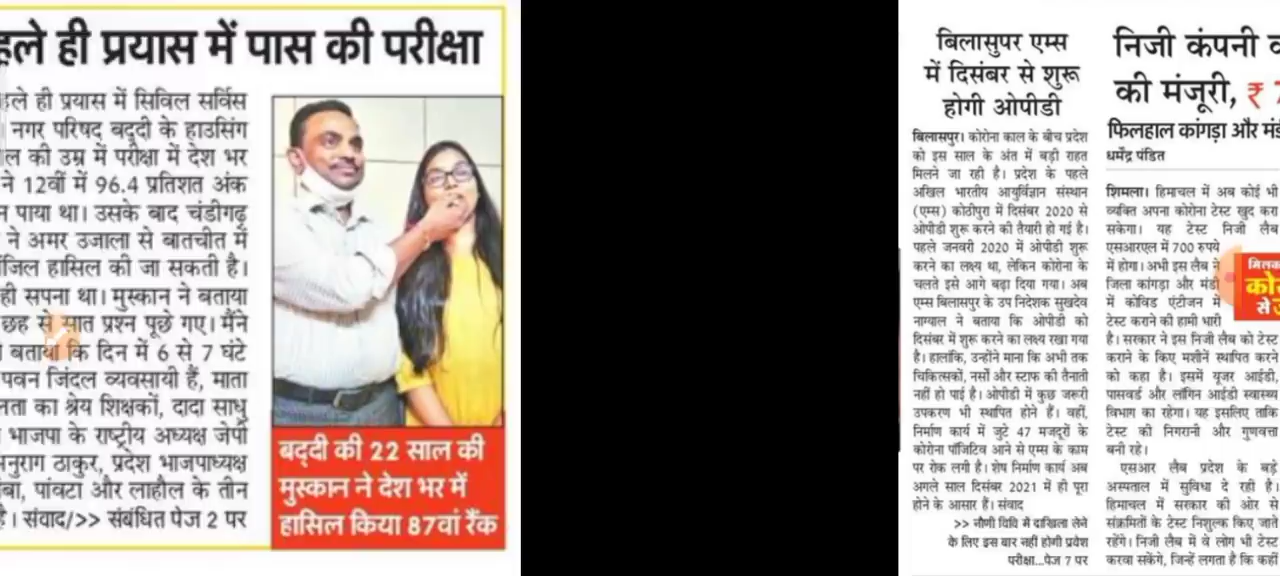 हले ही प्रयास में पास की परीक्षा
हले ही प्रयास में सिविल सर्विस
नगर परिषद बद्दी के हाउसिंग
ल की उम्र में परीक्षा में देश भर
ने 12वीं में 96.4 प्रतिशत अंक
न पाया था। उसके बाद चंडीगढ़
ने अमर उजाला से बातचीत में
जिल हासिल की जा सकती है।
ही सपना था। मुस्कान ने बताया
छह से सात प्रश्न पूछे गए। मैंने
बताया कि दिन में 6 से 7 घंटे
पवन जिंदल व्यवसायी हैं, माता
लता का श्रेय शिक्षकों, दादा साधु
भाजपा के राष्ट्रीय अध्यक्ष जेपी
अनुराग ठाकुर, प्रदेश भाजपाध्यक्ष
बा, पांवटा और लाहौल के तीन
है। संवाद/>> संबंधित पेज 2 पर
बद्दी की 22 साल की
मुस्कान ने देश भर में
हासिल किया 87वां रैंक
बिलासुपर एम्स
में दिसंबर से शुरू
होगी ओपीडी
बिलासपुर। कोरोना काल के बीच प्रदेश
को इस साल के अंत में बड़ी राहत
मिलने जा रही है। प्रदेश के पहले
अखिल भारतीय आयुर्विज्ञान संस्थान
(एम्स) कोठीपुरा में दिसंबर 2020 से
ओपीडी शुरू करने की तैयारी हो गई है।
पहले जनवरी 2020 में ओपीडी शुरू
करने का लक्ष्य था, लेकिन कोरोना के
चलते इसे आगे बढ़ा दिया गया। अब
एम्स बिलासपुर के उप निदेशक सुखदेव
नाग्याल ने बताया कि ओपीडी को
दिसंबर में शुरू करने का लक्ष्य रखा गया
है। हालांकि, उन्होंने माना कि अभी तक
चिकित्सकों, नर्सों और स्टाफ की तैनाती
नहीं हो पाई है। ओपीडी में कुछ जरूरी
उपकरण भी स्थापित होने हैं। वहीं,
निर्माण कार्य में जुटे 47 मजदूरों के
कोरोना पॉजिटिव आने से एम्स के काम
पर रोक लगी है। शेष निर्माण कार्य अब
अगले साल दिसंबर 2021 में ही पूरा
होने के आसार हैं। संवाद
>> नौणी विवि में दाखिला लेने
के लिए इस बार नहीं होगी प्रवेश
परीक्षा...पेज 7 पर
निजी कंपनी क
की मंजूरी, ₹ 7
फिलहाल कांगड़ा और मंड
धर्मेंद्र पंडित
शिमला। हिमाचल में अब कोई भी
व्यक्ति अपना कोरोना टेस्ट खुद करा
सकेगा। यह टेस्ट निजी लैब
एसआरएल में 700 रुपये
में होगा। अभी इस लैब ने
जिला कांगड़ा और मंडी
में कोविड एंटीजन में
टेस्ट कराने की हामी भारी
है। सरकार ने इस निजी लैब को टेस्ट
कराने के किए मशीनें स्थापित करने
को कहा है। इसमें यूजर आईडी,
पासवर्ड और लॉगिन आईडी स्वास्थ्य
विभाग का रहेगा। यह इसलिए ताकि
टेस्ट की निगरानी और गुणवत्ता
बनी रहे।
एसआर लैब प्रदेश के बड़े
अस्पताल में सुविधा दे रही है।
हिमाचल में सरकार की ओर से
संक्रमितों के टेस्ट निशुल्क किए जाते
रहेंगे। निजी लैब में वे लोग भी टेस्ट
करवा सकेंगे, जिन्हें लगता है कि कहीं
मिलक
को
से